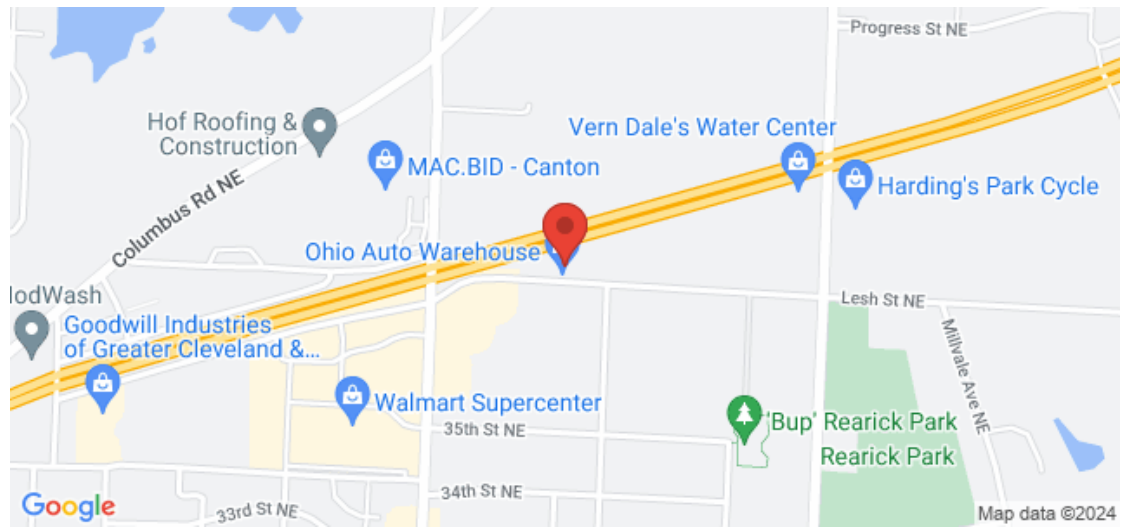 Progress St NE
Hof Roofing &
Construction
Vern Dale's Water Center
MAC.BID - Canton
Harding's Park Cycle
Columbus Rd NE
Ohio Auto Warehouse
Lesh St NE
Goodwill Industries
of Greater Cleveland &...
Millvale Ave NE
Walmart Supercenter
'Bup' Rearick Park
35th St NE
Rearick Park
34th St NE
33rd St NE
Google
Map data ©2024